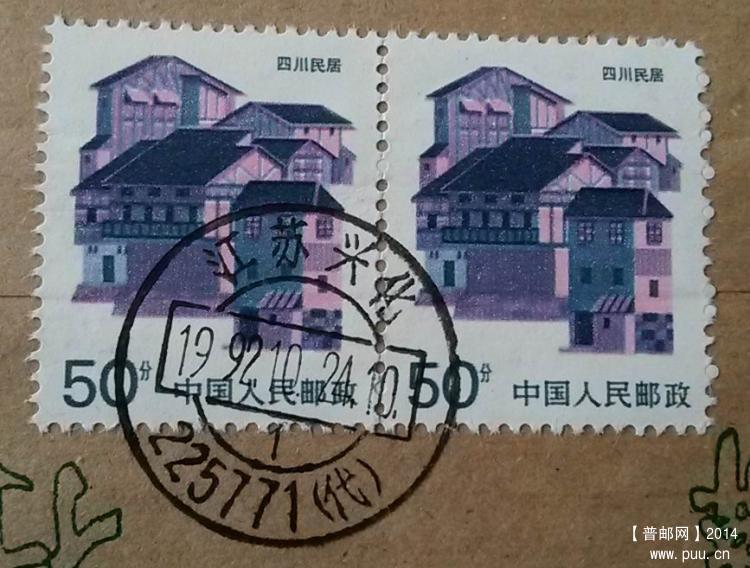 四川民居
四川民居
50分 中国人民邮政
50分 中国人民邮政
江苏兴化
19 92.10.24.10.
1
225771(代)
【普邮网】2014
www.puu.cn